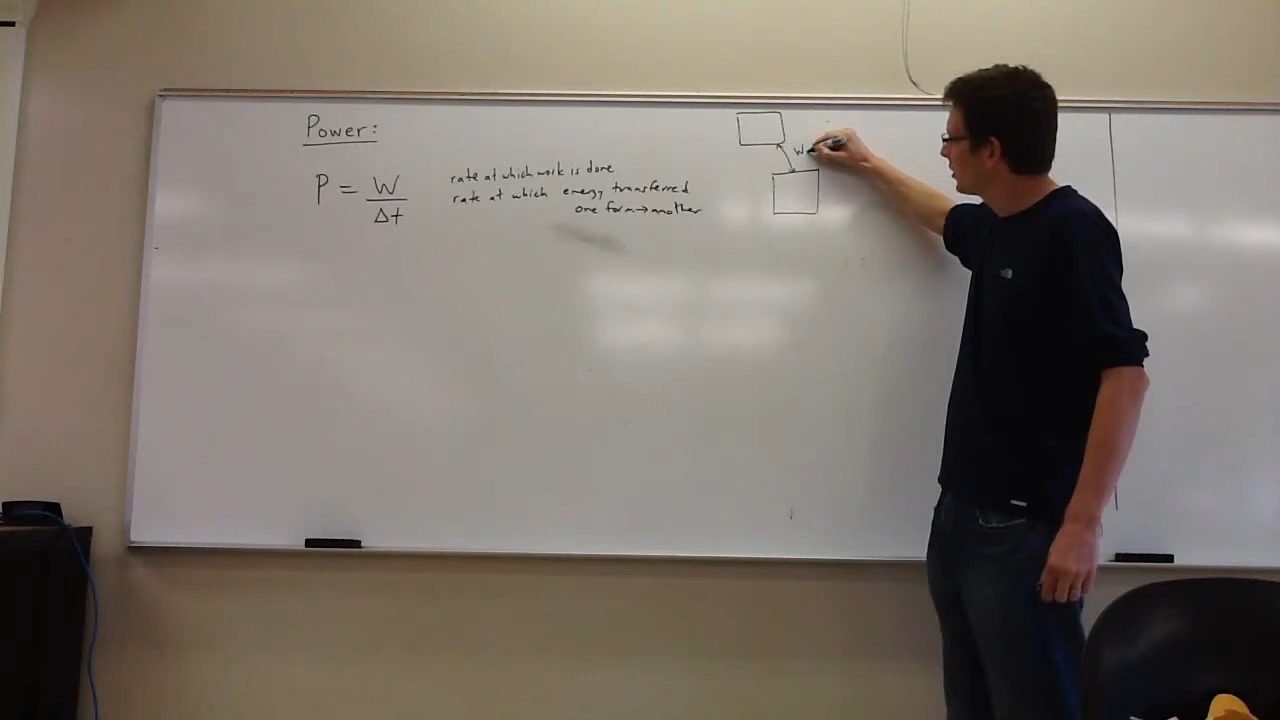 Power:
P = W
Δt
rate at which work is done
rate at which energy transferred
one form→another
W